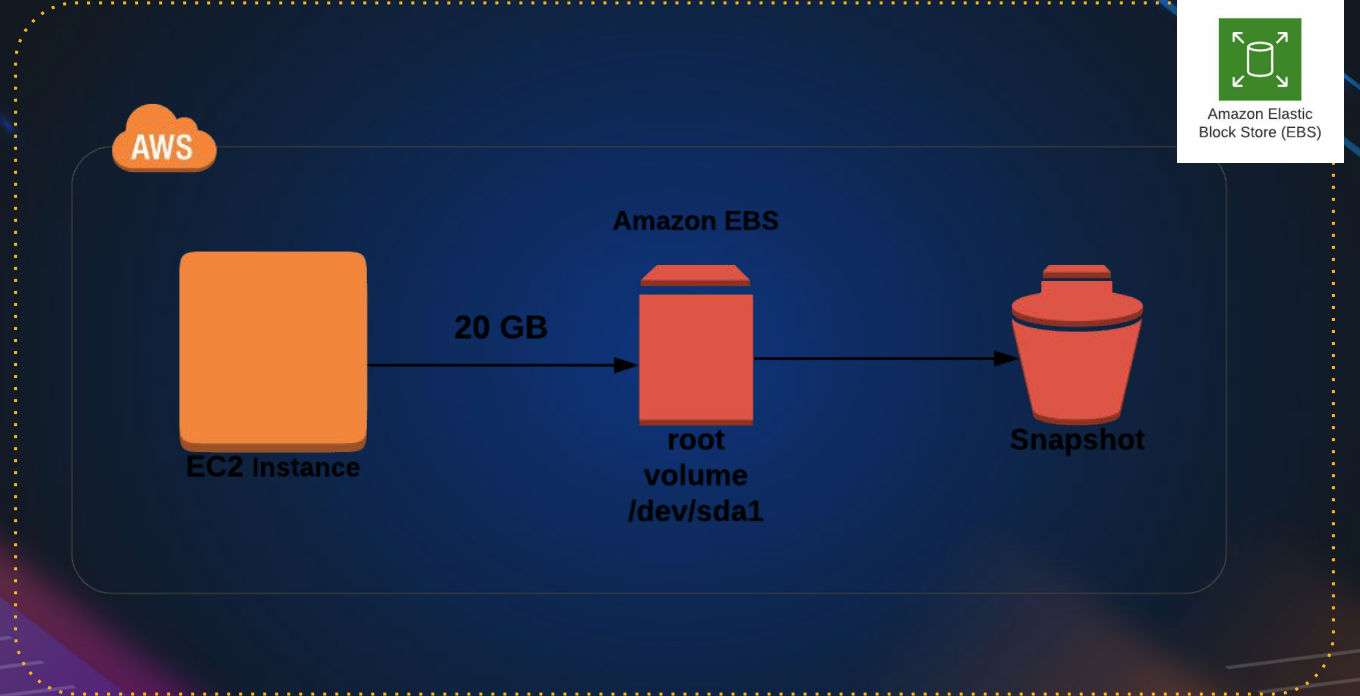 Amazon Elastic
Block Store (EBS)
AWS
Amazon EBS
20 GB
EC2 Instance
root
volume
/dev/sda1
Snapshot